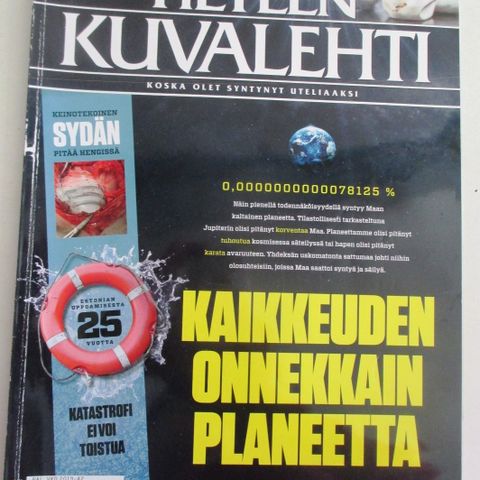 TIETEEN
KUVALEHTI
KOSKA OLET SYNTYNYT UTELIAAKSI
KEINOTEKOINEN
SYDÄN
PITÄÄ HENGISSÄ
0,0000000000078125 %
Näin pienellä todennäköisyydellä syntyy Maan
kaltainen planeetta. Tilastollisesti tarkasteltuna
Jupiterin olisi pitänyt korventaa Maa. Planeettamme olisi pitänyt
tuhoutua kosmisessa säteilyssä tai hapen olisi pitänyt
karata avaruuteen. Yhdeksän uskomatonta sattumaa johti niihin
olosuhteisiin, joissa Maa saattoi syntyä ja säilyä.
ESTONIAN
UPPOAMISESTA
25
VUOTTA
KATASTROFI
EI VOI
TOISTUA
KAIKKEUDEN
ONNEKKAIN
PLANEETTA